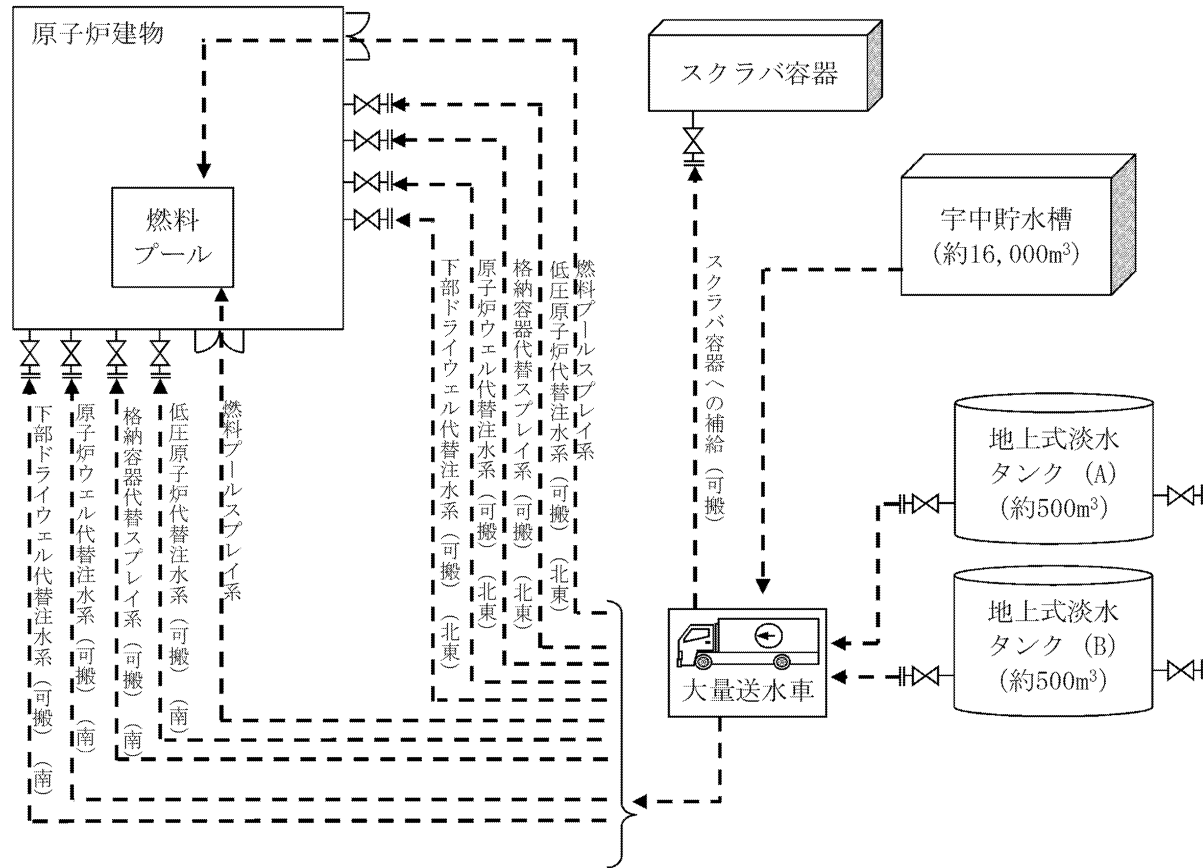 原子炉建物
燃料
プール
スクラバ容器
宇中貯水槽
(約16,000m³)
地上式淡水
タンク (A)
(約500m³)
地上式淡水
タンク (B)
(約500m³)
大量送水車
スクラバ容器への補給(可搬)
燃料プールスプレイ系
低圧原子炉代替注水系(可搬)(北東)
格納容器代替スプレイ系(可搬)(北東)
原子炉ウェル代替注水系(可搬)(北東)
下部ドライウェル代替注水系(可搬)(北東)
燃料プールスプレイ系
低圧原子炉代替注水系(可搬)(南)
格納容器代替スプレイ系(可搬)(南)
原子炉ウェル代替注水系(可搬)(南)
下部ドライウェル代替注水系(可搬)(南)